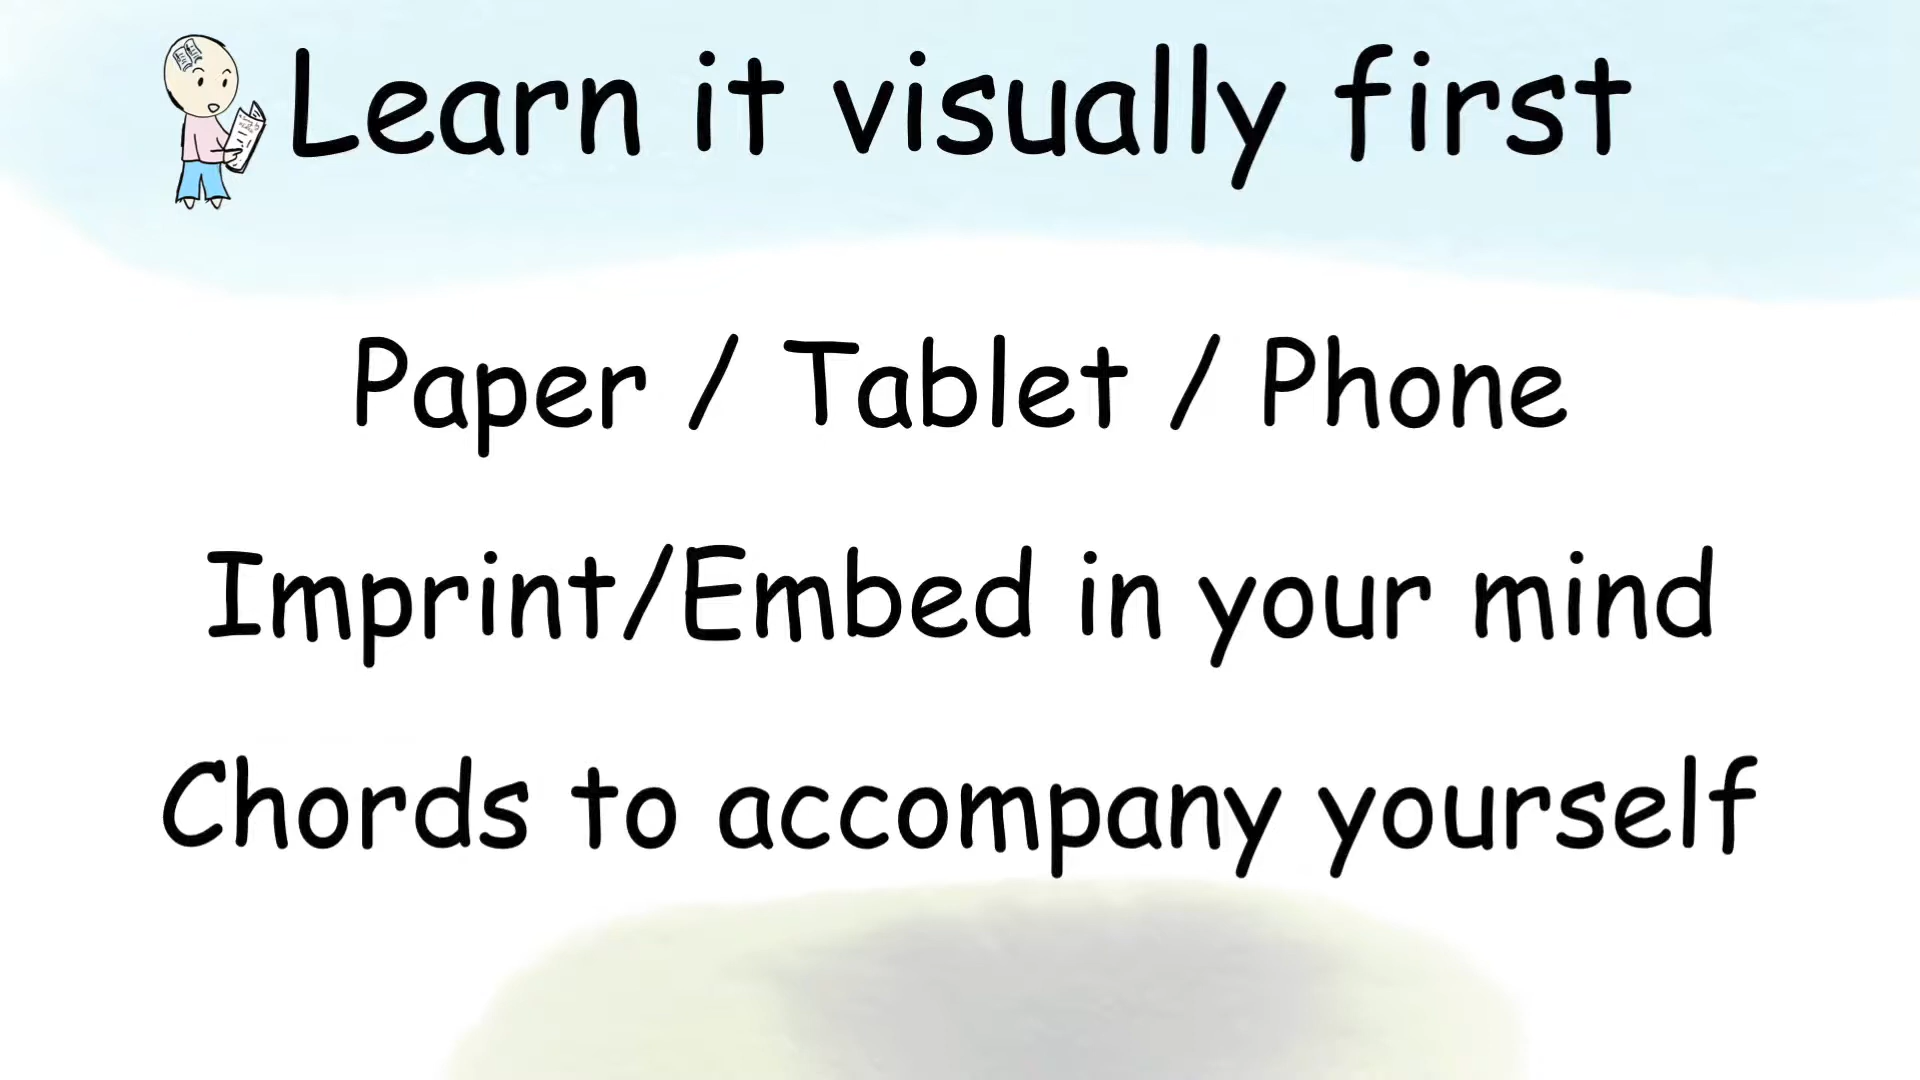 Learn it visually first
Paper / Tablet / Phone
Imprint/Embed in your mind
Chords to accompany yourself